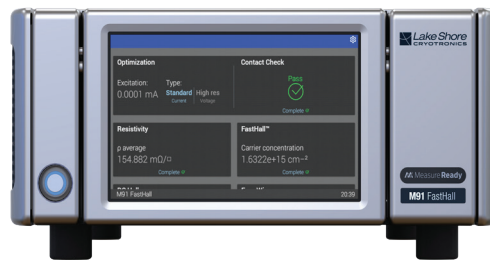 Lake Shore
CRYOTRONICS
Optimization
Contact Check
Excitation:
Type:
0.0001 mA
Standard
High res
Current
Voltage
Pass
Complete
Resistivity
FastHall™
ρ average
Carrier concentration
154.882 mΩ/□
1.6322e+15 cm⁻³
Complete
Complete
M91 FastHall
20:39
MeasureReady
M91 FastHall